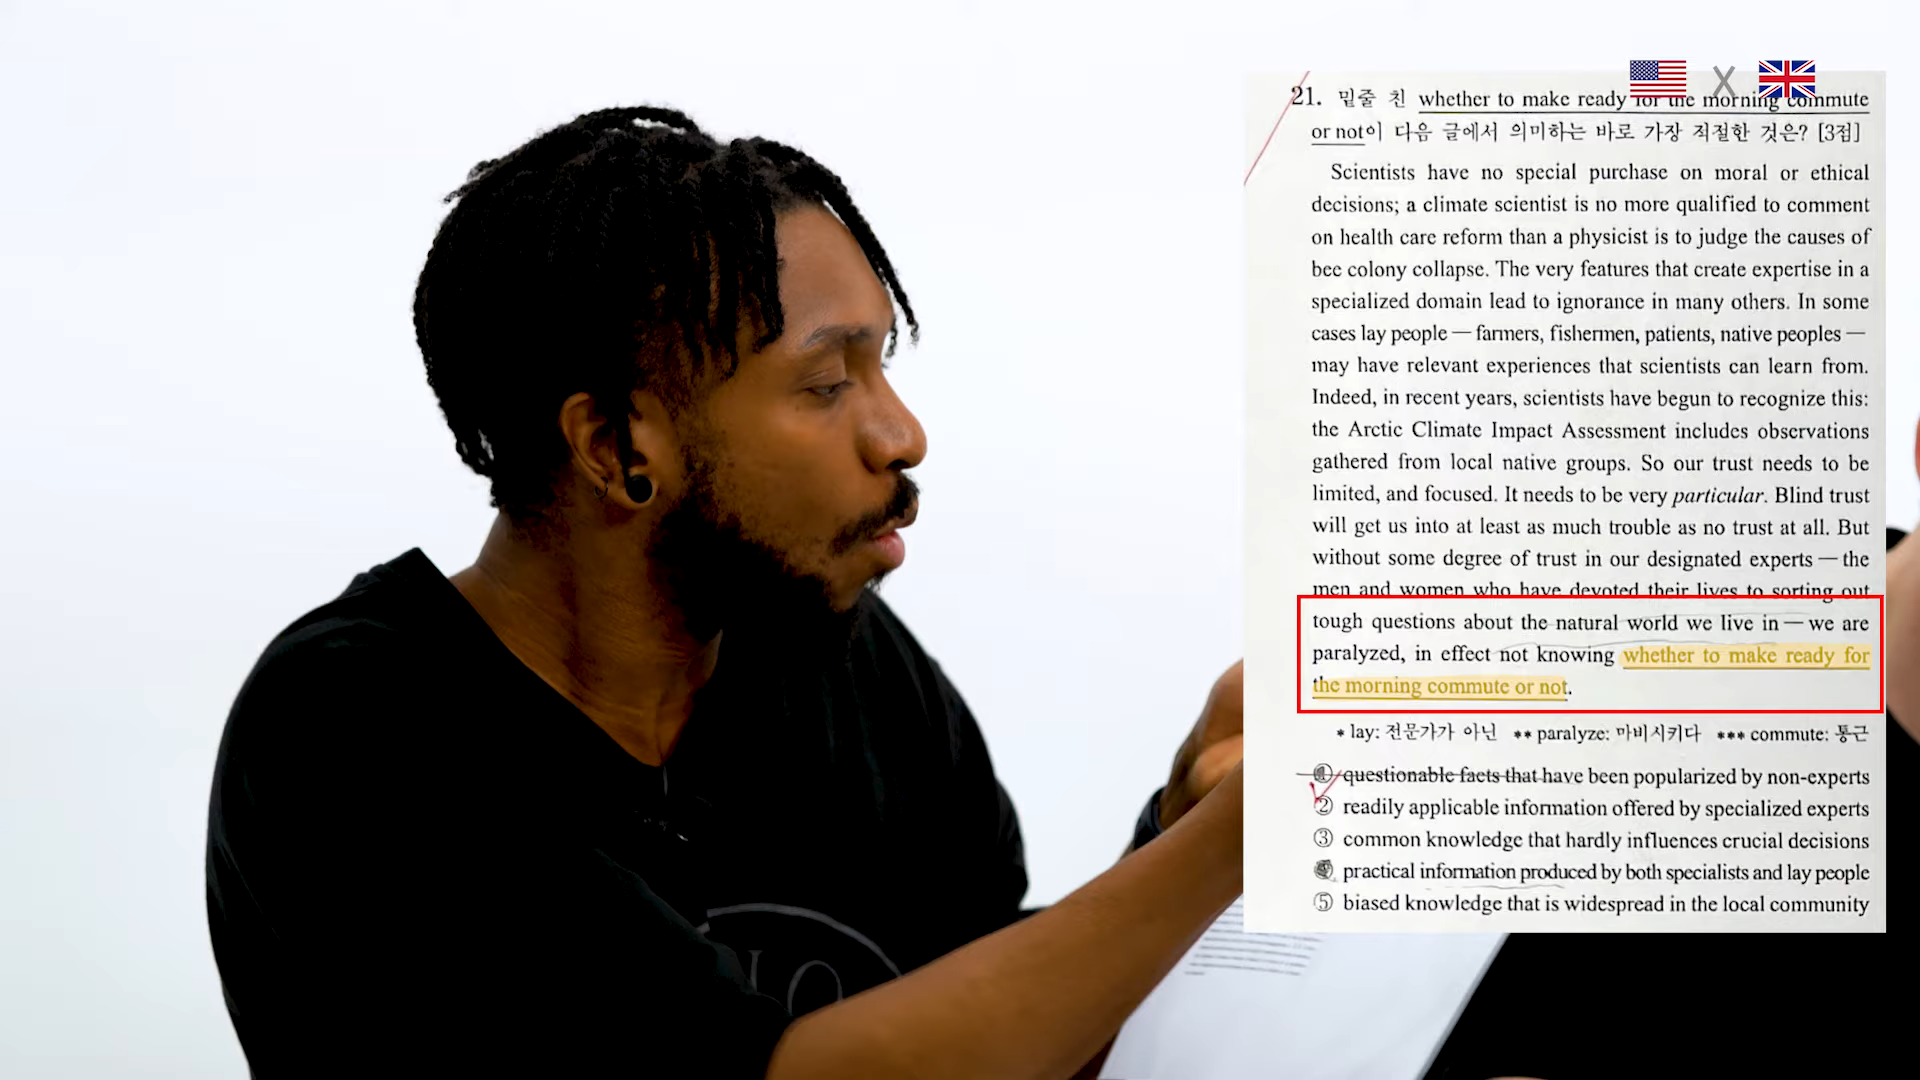 X
21. 밑줄 친 whether to make ready for the morning commute
or not이 다음 글에서 의미하는 바로 가장 적절한 것은? [3점]
Scientists have no special purchase on moral or ethical
decisions; a climate scientist is no more qualified to comment
on health care reform than a physicist is to judge the causes of
bee colony collapse. The very features that create expertise in a
specialized domain lead to ignorance in many others. In some
cases lay people — farmers, fishermen, patients, native peoples —
may have relevant experiences that scientists can learn from.
Indeed, in recent years, scientists have begun to recognize this:
the Arctic Climate Impact Assessment includes observations
gathered from local native groups. So our trust needs to be
limited, and focused. It needs to be very particular. Blind trust
will get us into at least as much trouble as no trust at all. But
without some degree of trust in our designated experts — the
men and women who have devoted their lives to sorting out
tough questions about the natural world we live in — we are
paralyzed, in effect not knowing whether to make ready for
the morning commute or not.
* lay: 전문가가 아닌 ** paralyze: 마비시키다 *** commute: 통근
① questionable facts that have been popularized by non-experts
② readily applicable information offered by specialized experts
③ common knowledge that hardly influences crucial decisions
④ practical information produced by both specialists and lay people
⑤ biased knowledge that is widespread in the local community